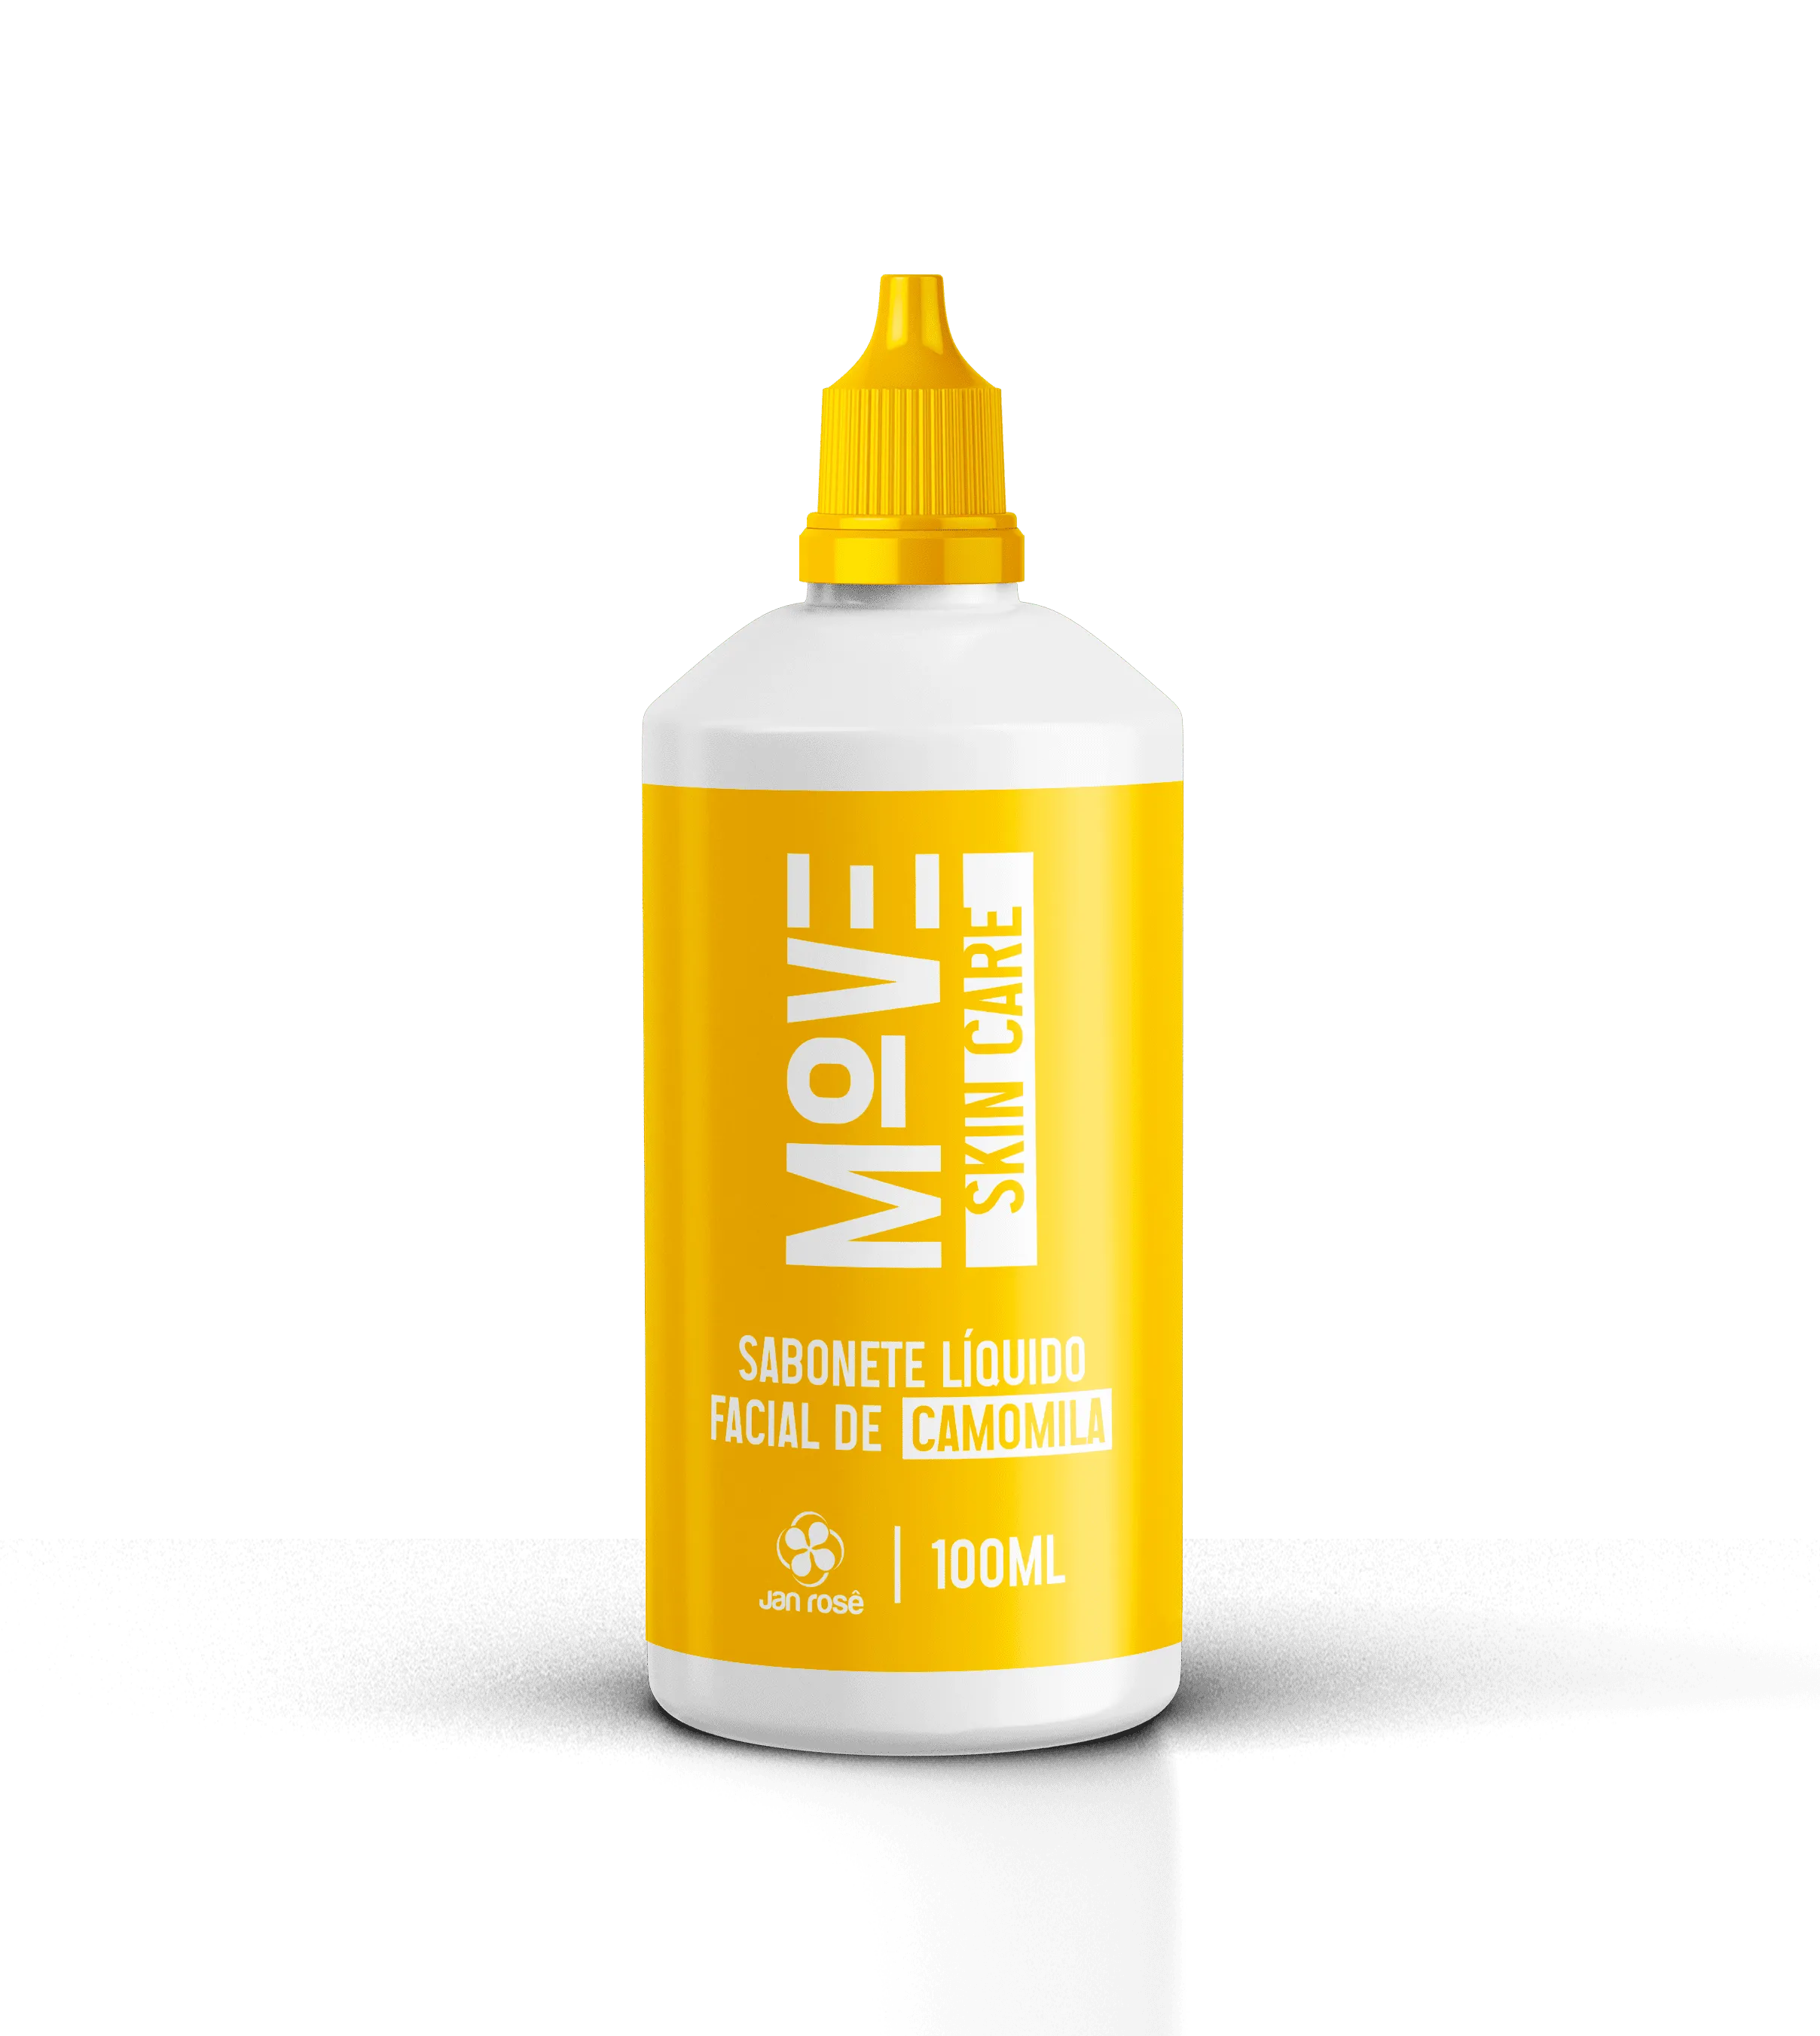 MOVE
SKIN CARE
SABONETE LÍQUIDO
FACIAL DE CAMOMILA
Jan rosê
100ML